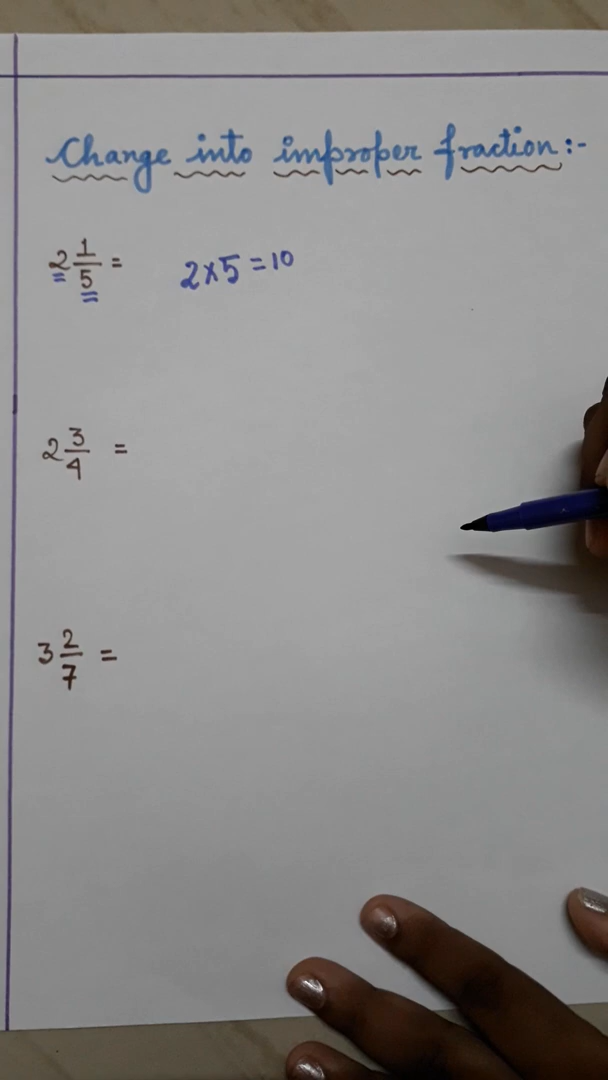 Change into improper fraction:-
2 1/5 = 2×5=10
2 3/4 =
3 2/7 =